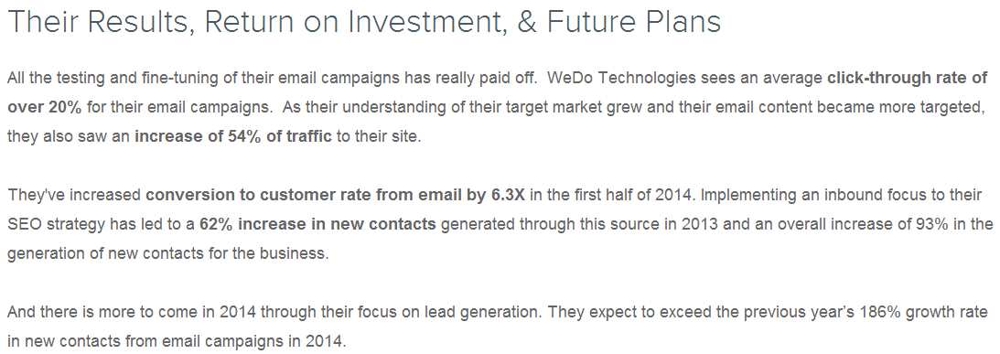 Their Results, Return on Investment, & Future Plans
All the testing and fine-tuning of their email campaigns has really paid off.  WeDo Technologies sees an average click-through rate of
over 20% for their email campaigns.  As their understanding of their target market grew and their email content became more targeted,
they also saw an increase of 54% of traffic to their site.
They've increased conversion to customer rate from email by 6.3X in the first half of 2014. Implementing an inbound focus to their
SEO strategy has led to a 62% increase in new contacts generated through this source in 2013 and an overall increase of 93% in the
generation of new contacts for the business.
And there is more to come in 2014 through their focus on lead generation. They expect to exceed the previous year’s 186% growth rate
in new contacts from email campaigns in 2014.